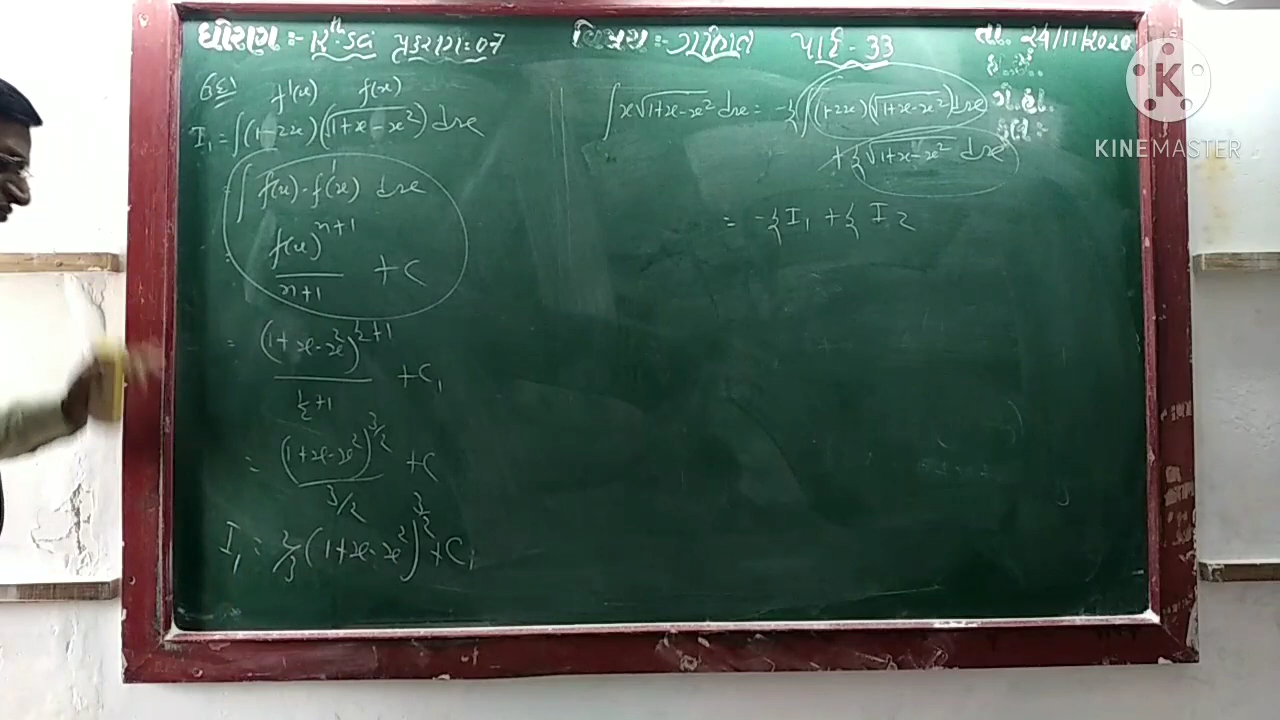 ધોરણ :- ૧૨th પ્રકરણ :- 07
વિષય :- ગણિત પાઠ - 33
તા. 24/11/2020
KINEMASTER
f'(x) f(x)
I₁ = ∫(1-2x)(√1+x-x²) dx
= ∫ f(x) · f'(x) dx
f(x)^n+1
n+1 + C
= (1+x-x²)^½+1
½+1 + C₁
= (1+x-x²)^3/2
3/2 + C
I₁ = 2/3 (1+x-x²)^3/2 + C₁
∫x√1+x-x² dx = -½∫(1-2x)(√1+x-x²) dx
+ ½ √1+x-x² dx
= -½ I₁ + ½ I2